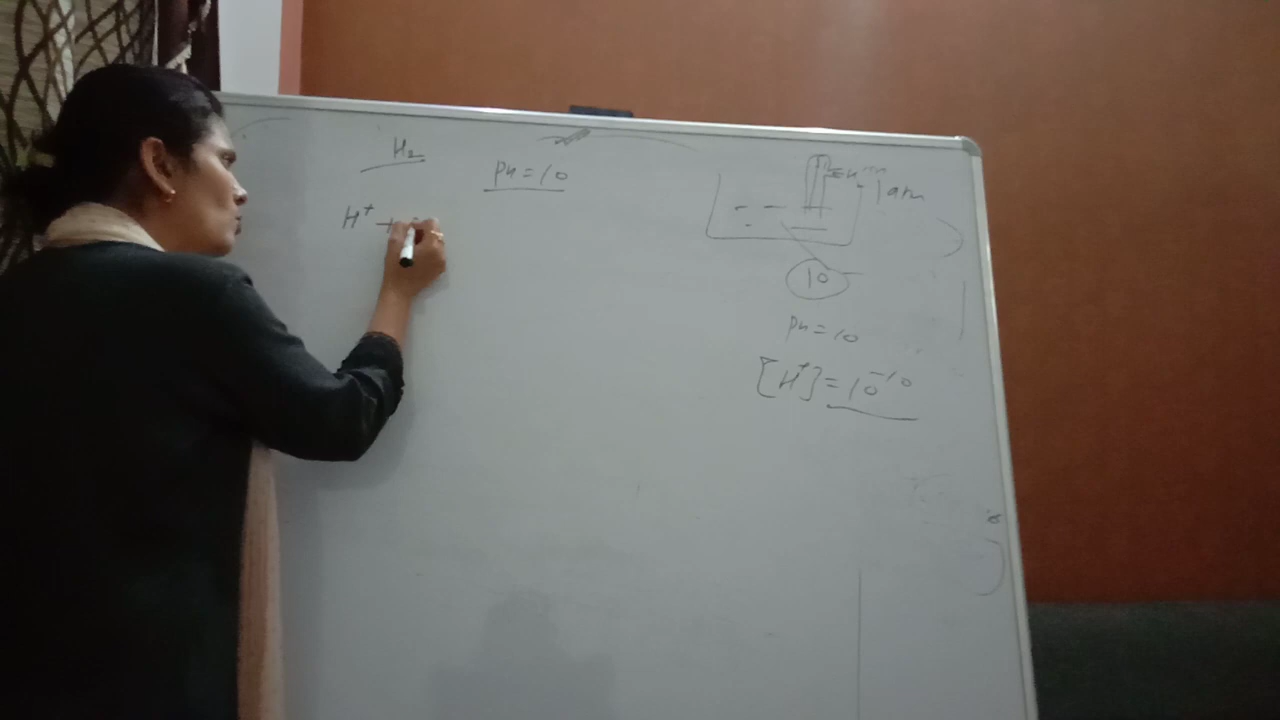 H₂
pH = 10
H⁺ +
1 atm
10
pH = 10
[H⁺] = 10⁻¹⁰